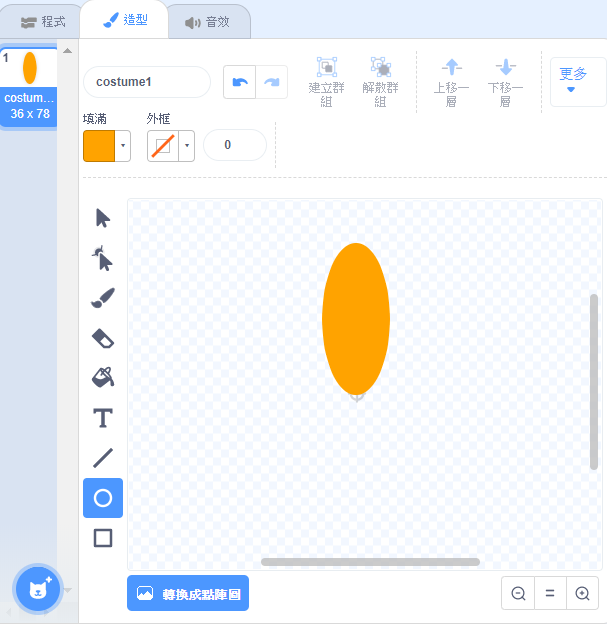 程式
造型
音效
1
costum...
36 x 78
costume1
建立群
組
解散群
組
上移一
層
下移一
層
更多
填滿
外框
0
T
轉換成點陣圖